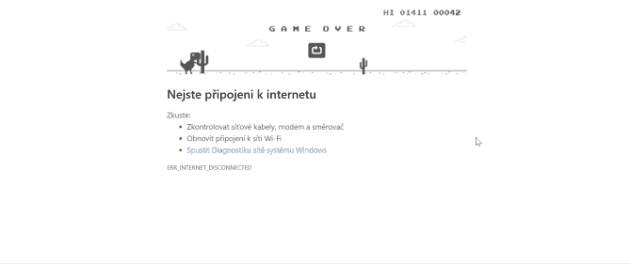 HI 01411 00042
GAME OVER
Nejste připojeni k internetu
Zkuste:
Zkontrolovat síťové kabely, modem a směrovač
Obnovit připojení k síti Wi-Fi
Spustit Diagnostiku sítě systému Windows
ERR_INTERNET_DISCONNECTED